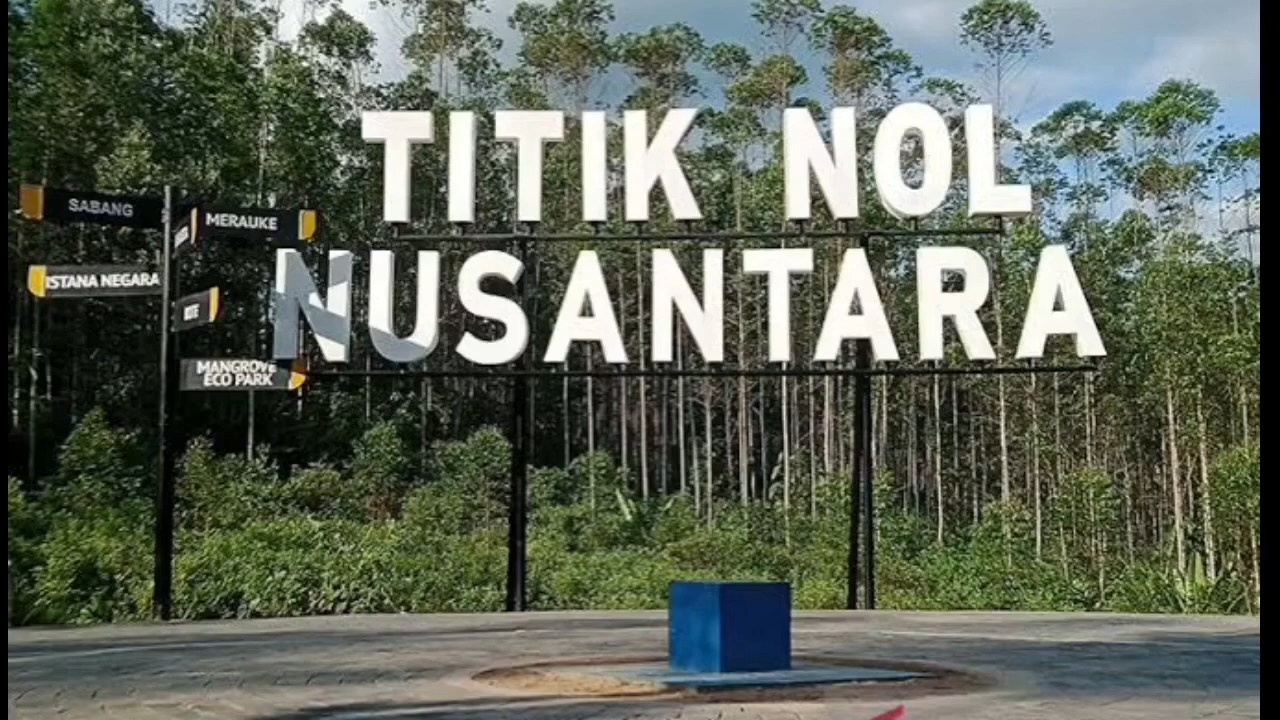 TITIK NOL
NUSANTARA
SABANG
MERAUKE
ISTANA NEGARA
MANGROVE
ECO PARK